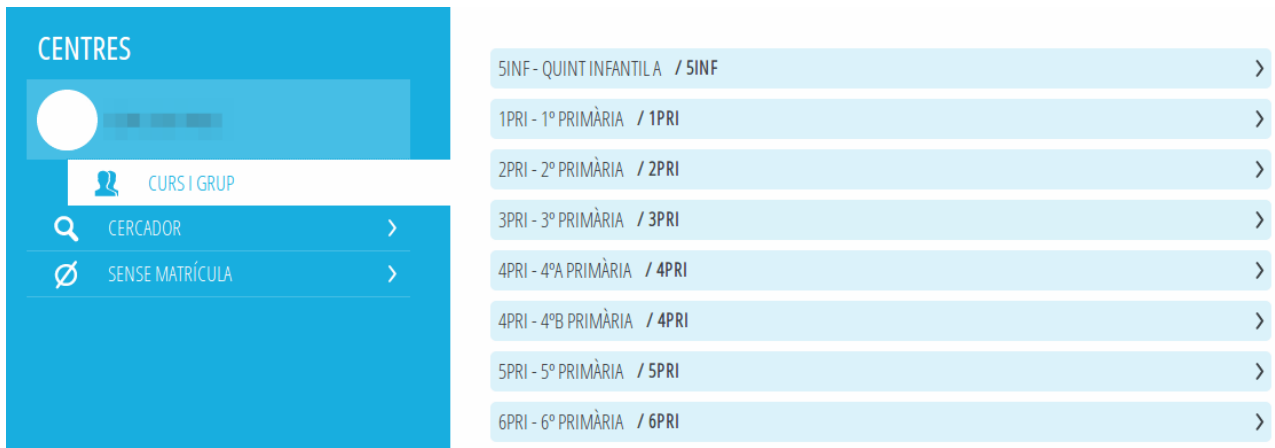 CENTRES
CURS I GRUP
CERCADOR
SENSE MATRÍCULA
5INF - QUINT INFANTIL A / 5INF
1PRI - 1º PRIMÀRIA / 1PRI
2PRI - 2º PRIMÀRIA / 2PRI
3PRI - 3º PRIMÀRIA / 3PRI
4PRI - 4ºA PRIMÀRIA / 4PRI
4PRI - 4ºB PRIMÀRIA / 4PRI
5PRI - 5º PRIMÀRIA / 5PRI
6PRI - 6º PRIMÀRIA / 6PRI